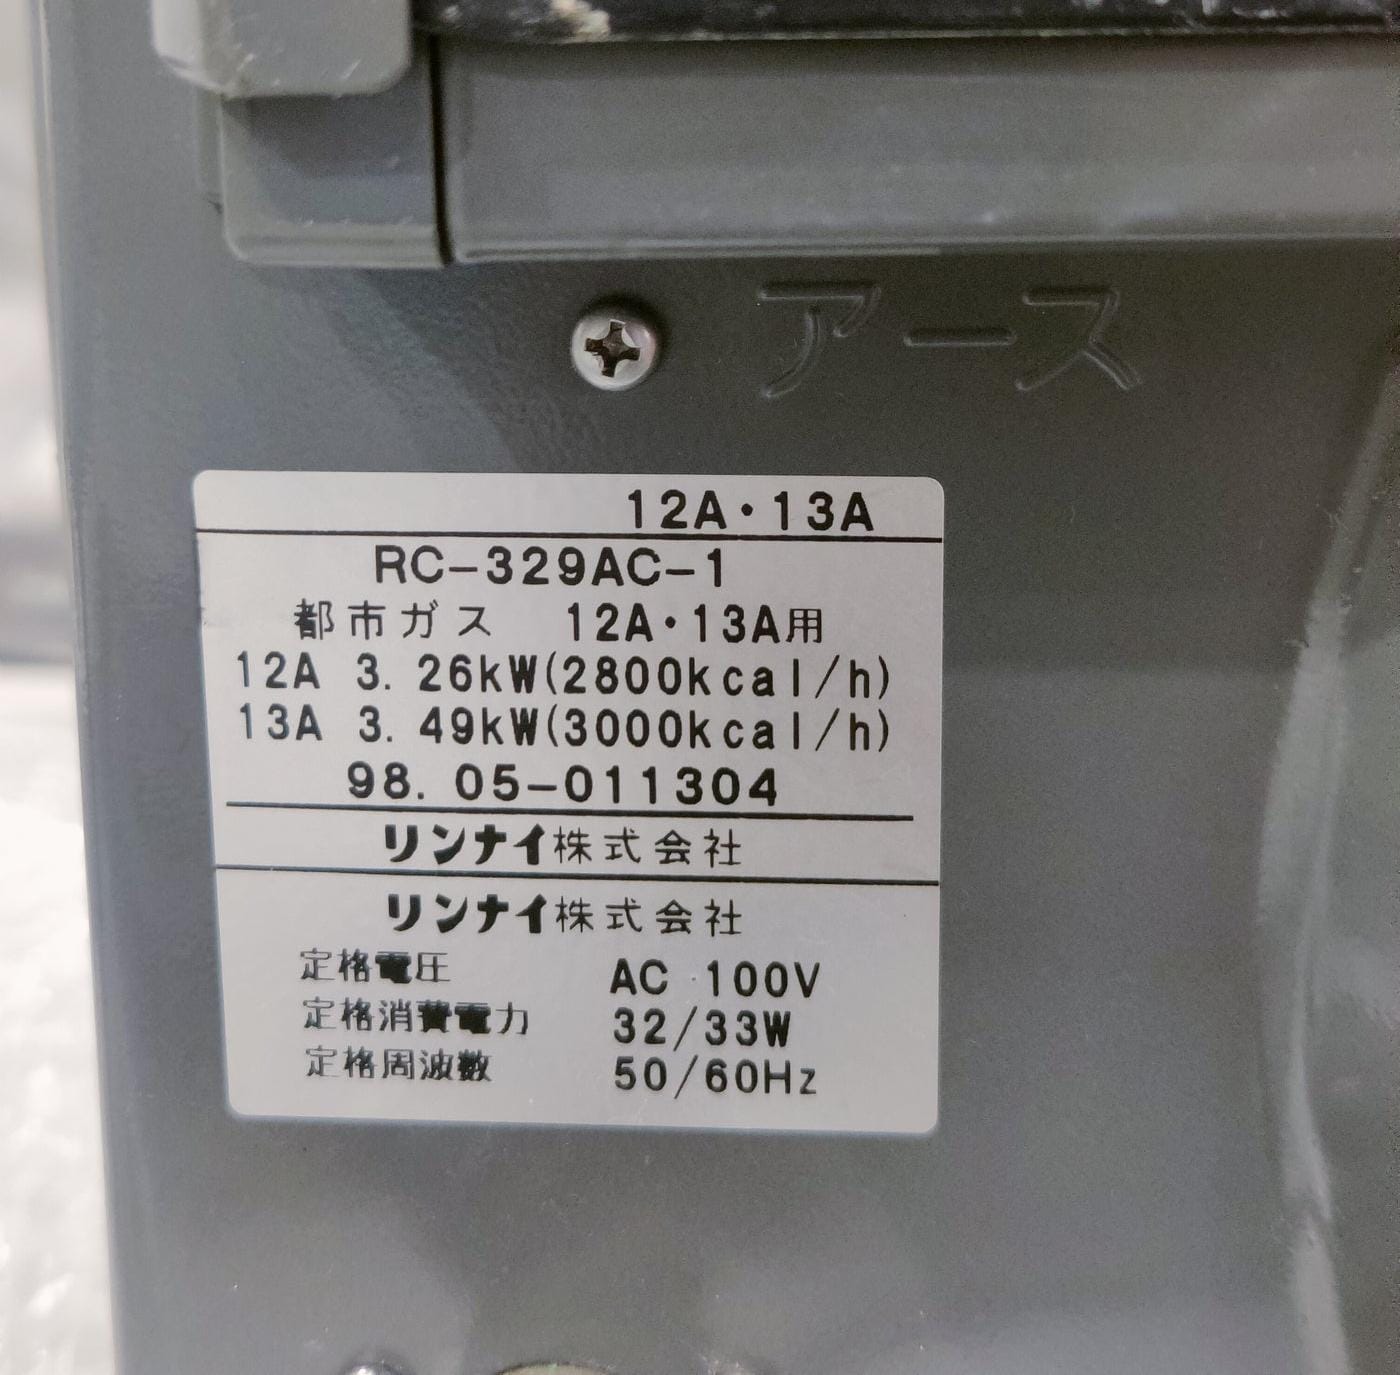 アース
12A・13A
RC-329AC-1
都市ガス 12A・13A用
12A 3.26kW(2800kcal/h)
13A 3.49kW(3000kcal/h)
98.05-011304
リンナイ株式会社
リンナイ株式会社
定格電圧 AC 100V
定格消費電力 32/33W
定格周波数 50/60Hz